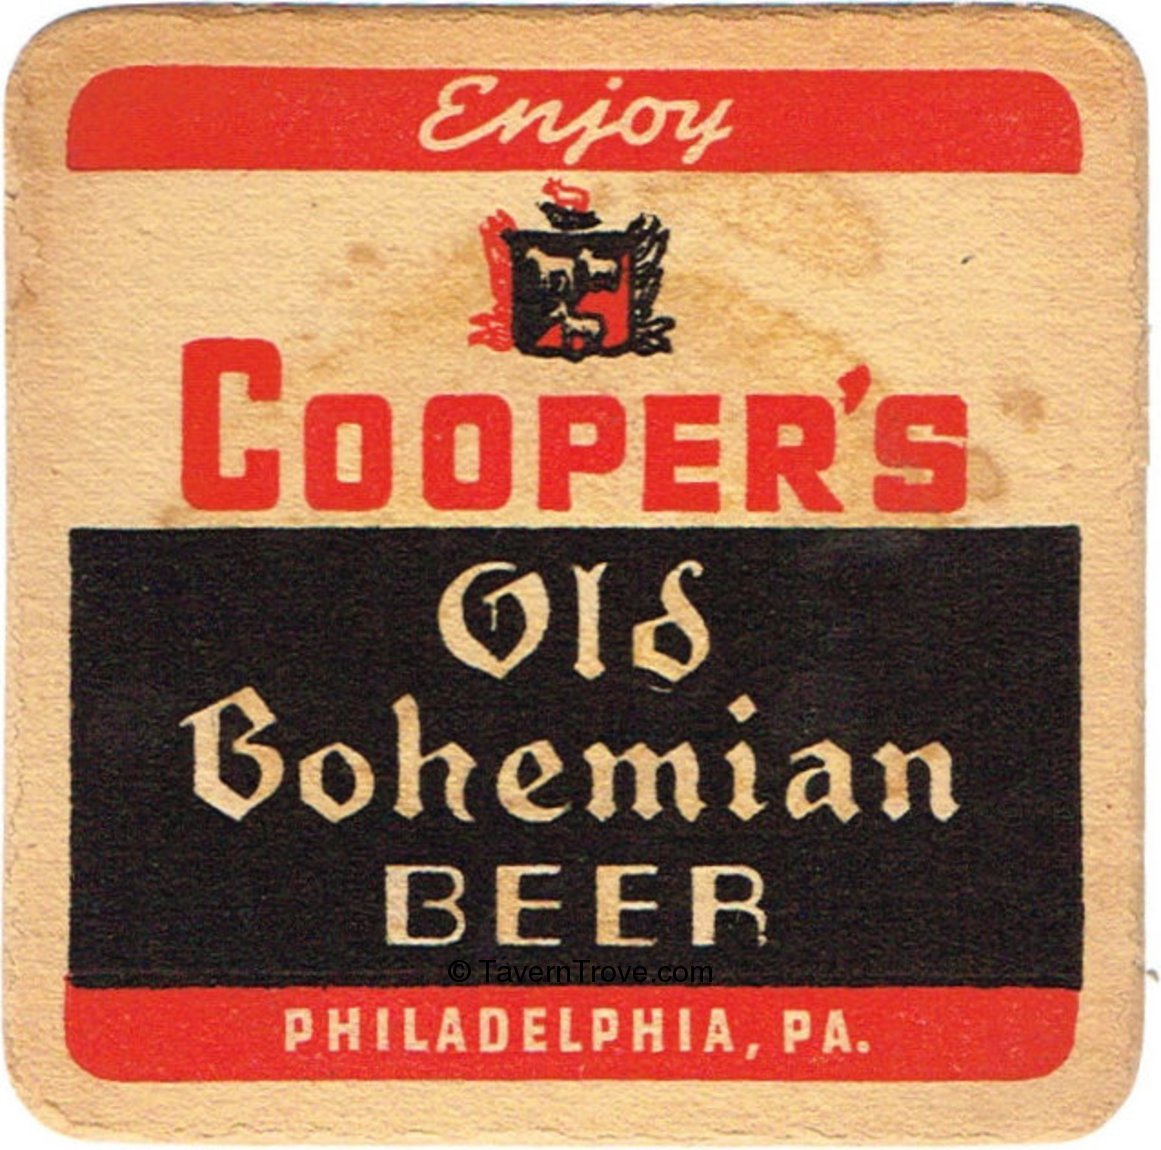 Enjoy
COOPER'S
Old
Bohemian
BEER
© TavernTrove.com
PHILADELPHIA, PA.